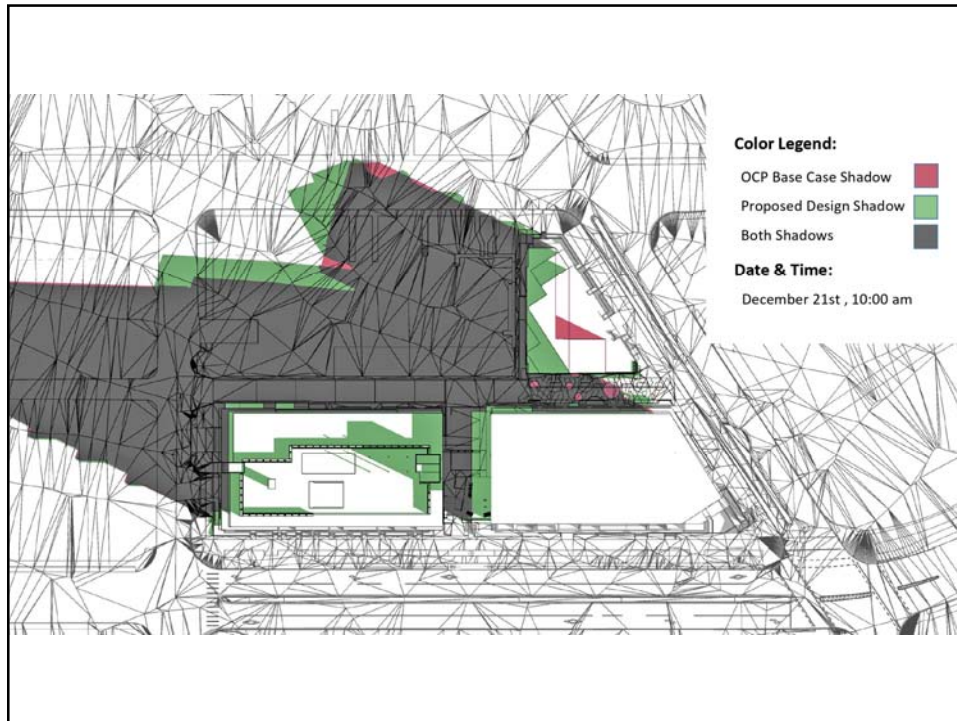 Color Legend:
OCP Base Case Shadow
Proposed Design Shadow
Both Shadows
Date & Time:
December 21st , 10:00 am